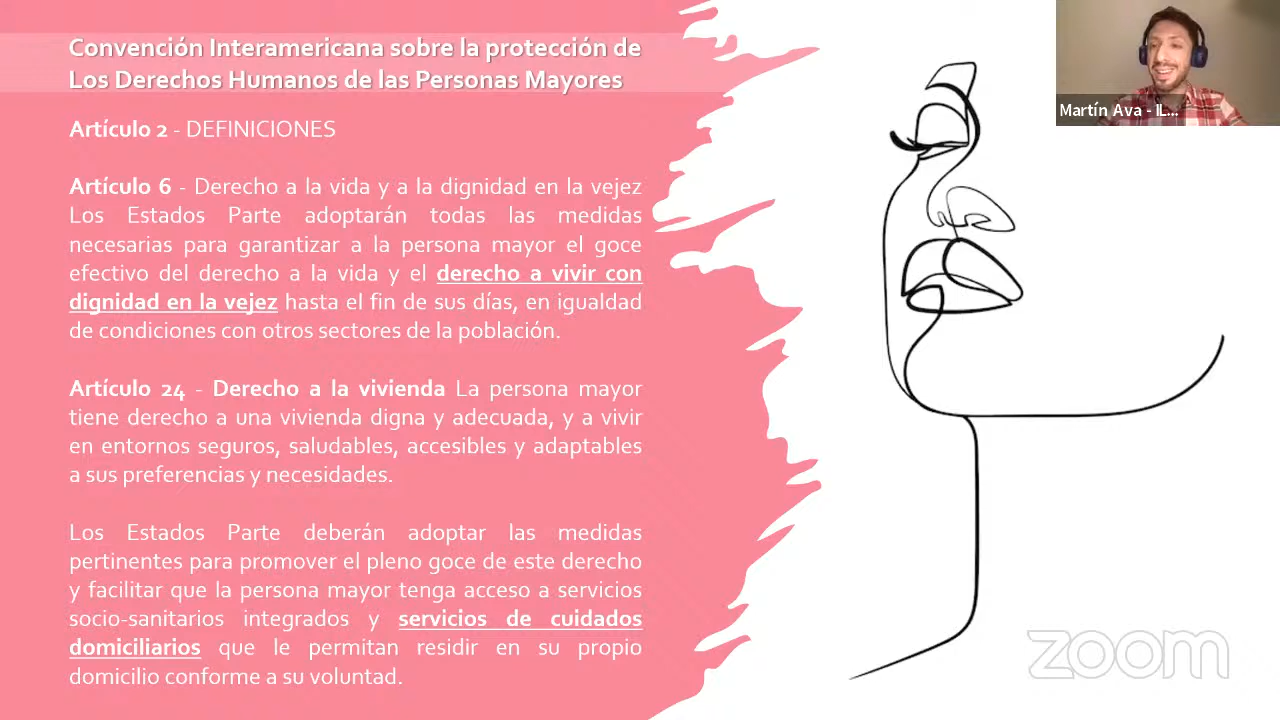 Convención Interamericana sobre la protección de
Los Derechos Humanos de las Personas Mayores
Artículo 2 - DEFINICIONES
Artículo 6 - Derecho a la vida y a la dignidad en la vejez
Los Estados Parte adoptarán todas las medidas
necesarias para garantizar a la persona mayor el goce
efectivo del derecho a la vida y el derecho a vivir con
dignidad en la vejez hasta el fin de sus días, en igualdad
de condiciones con otros sectores de la población.
Artículo 24 - Derecho a la vivienda La persona mayor
tiene derecho a una vivienda digna y adecuada, y a vivir
en entornos seguros, saludables, accesibles y adaptables
a sus preferencias y necesidades.
Los Estados Parte deberán adoptar las medidas
pertinentes para promover el pleno goce de este derecho
y facilitar que la persona mayor tenga acceso a servicios
socio-sanitarios integrados y servicios de cuidados
domiciliarios que le permitan residir en su propio
domicilio conforme a su voluntad.
Martín Ava - IL...
zoom